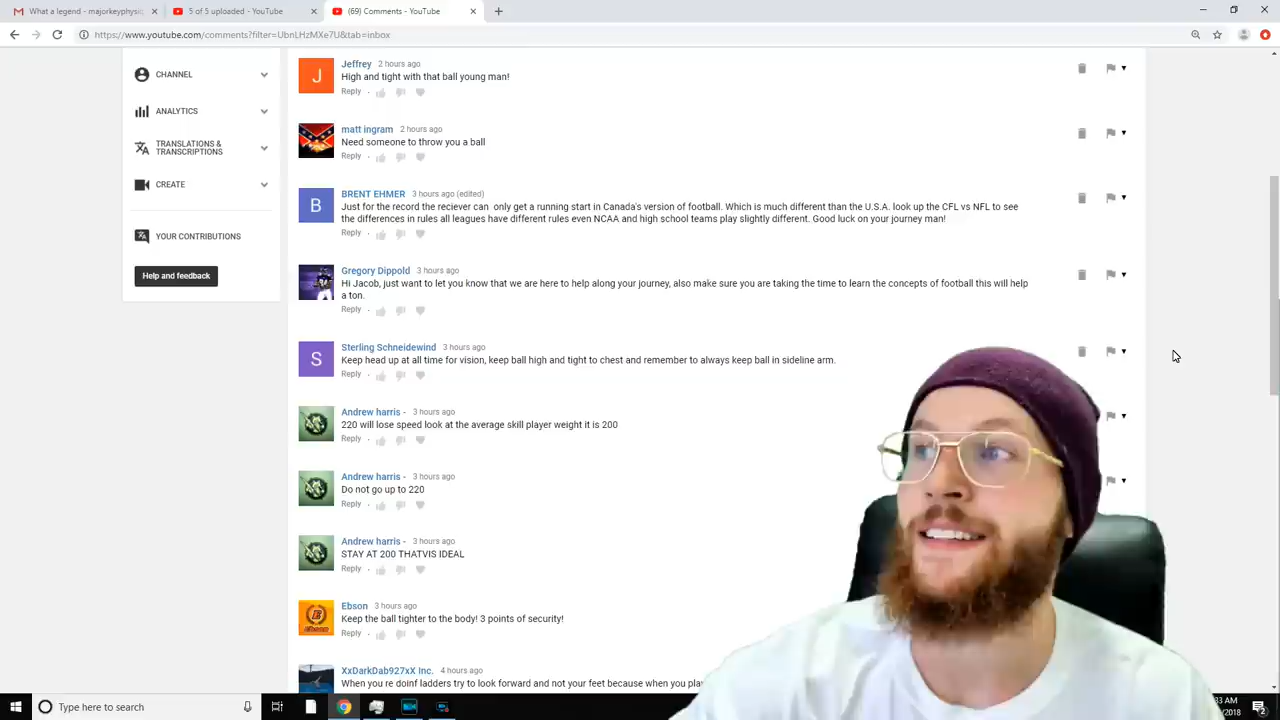 What a legend - majorkeyphysic
5 of 5 uploaded - YouTube
(69) Comments - YouTube
https://www.youtube.com/comments?filter=UbnLHzMXe7U&tab=inbox
CHANNEL
ANALYTICS
TRANSLATIONS &
TRANSCRIPTIONS
CREATE
YOUR CONTRIBUTIONS
Help and feedback
J
Jeffrey 2 hours ago
High and tight with that ball young man!
Reply
matt ingram 2 hours ago
Need someone to throw you a ball
Reply
B
BRENT EHMER 3 hours ago (edited)
Just for the record the reciever can only get a running start in Canada's version of football. Which is much different than the U.S.A. look up the CFL vs NFL to see
the differences in rules all leagues have different rules even NCAA and high school teams play slightly different. Good luck on your journey man!
Reply
Gregory Dippold 3 hours ago
Hi Jacob, just want to let you know that we are here to help along your journey, also make sure you are taking the time to learn the concepts of football this will help
a ton.
Reply
S
Sterling Schneidewind 3 hours ago
Keep head up at all time for vision, keep ball high and tight to chest and remember to always keep ball in sideline arm.
Reply
Andrew harris - 3 hours ago
220 will lose speed look at the average skill player weight it is 200
Reply
Andrew harris - 3 hours ago
Do not go up to 220
Reply
Andrew harris - 3 hours ago
STAY AT 200 THATVIS IDEAL
Reply
Ebson 3 hours ago
Keep the ball tighter to the body! 3 points of security!
Reply
XxDarkDab927xX Inc. 4 hours ago
When you re doinf ladders try to look forward and not your feet because when you
Type here to search
AM
2018
2